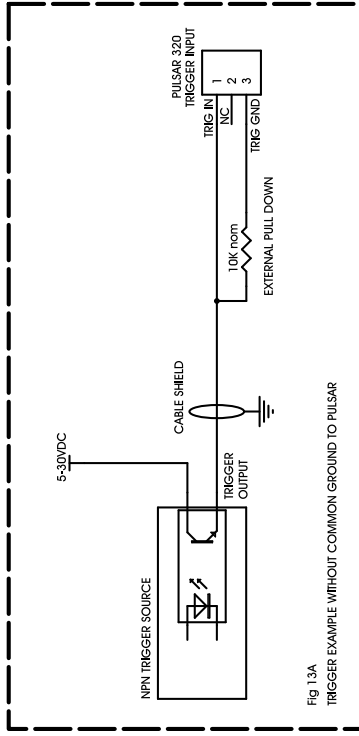 PULSAR 320
TRIGGER INPUT
TRIG IN
1
NC
2
3
TRIG GND
10K nom
EXTERNAL PULL DOWN
CABLE SHIELD
5-30VDC
TRIGGER
OUTPUT
NPN TRIGGER SOURCE
Fig 13A
TRIGGER EXAMPLE WITHOUT COMMON GROUND TO PULSAR